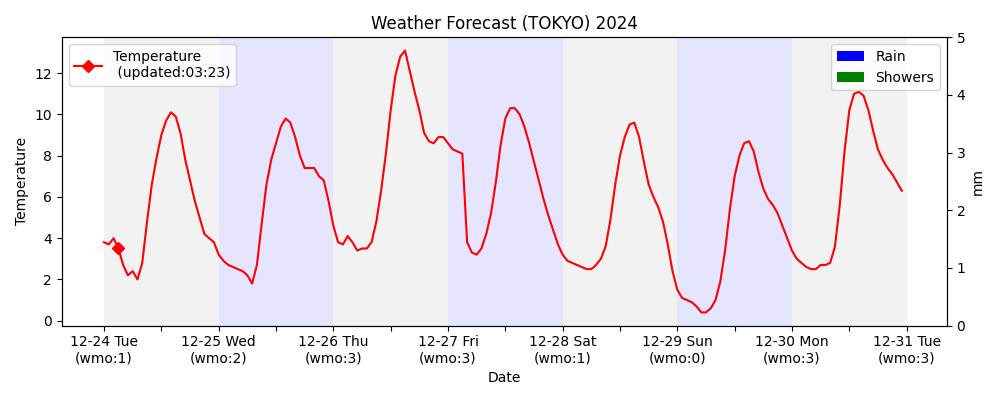 Weather Forecast (TOKYO) 2024
Temperature
(updated:03:23)
Rain
Showers
Temperature
12
10
8
6
4
2
0
5
4
3
2
1
0
mm
12-24 Tue 12-25 Wed 12-26 Thu 12-27 Fri 12-28 Sat 12-29 Sun 12-30 Mon 12-31 Tue
(wmo:1) (wmo:2) (wmo:3) (wmo:3) (wmo:1) (wmo:0) (wmo:3) (wmo:3)
Date